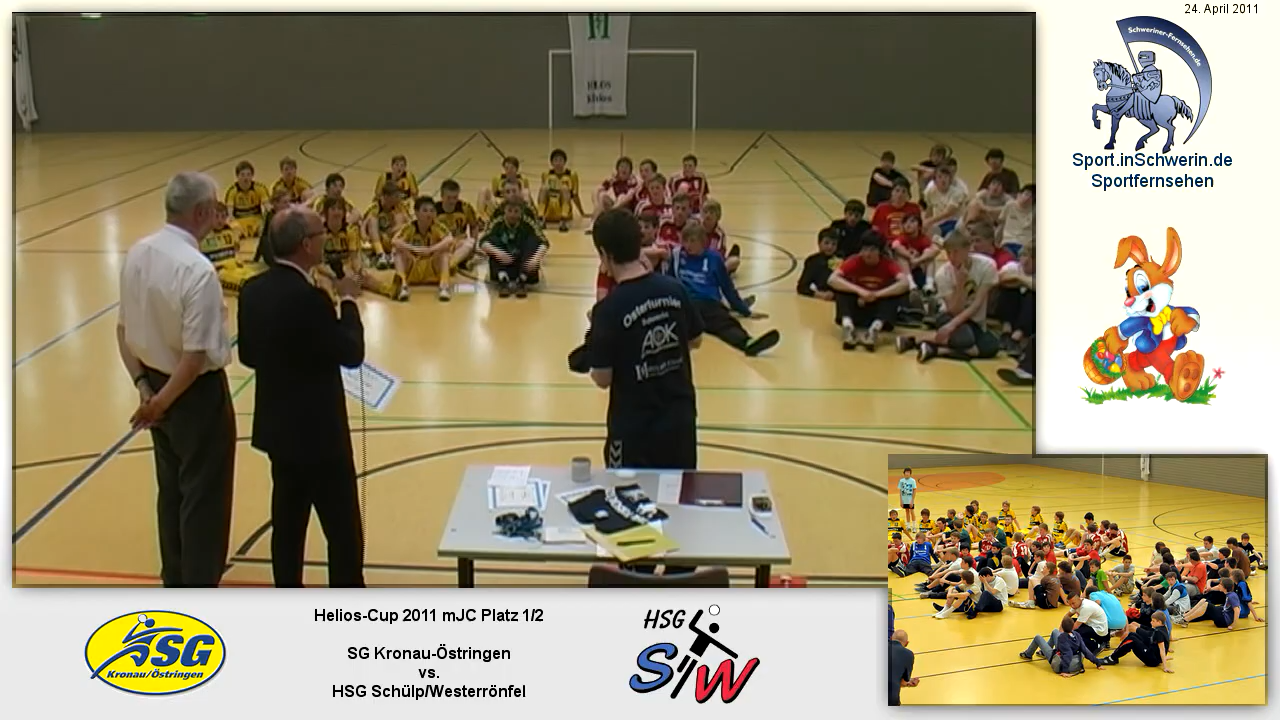 24. April 2011
Schweriner-Fernsehen.de
Sport.inSchwerin.de
Sportfernsehen
Osterturnier
AOK
Helios-Cup 2011 mJC Platz 1/2
SG Kronau-Östringen
vs.
HSG Schülp/Westerrönfel
SG
Kronau/Östringen
HSG
S/W